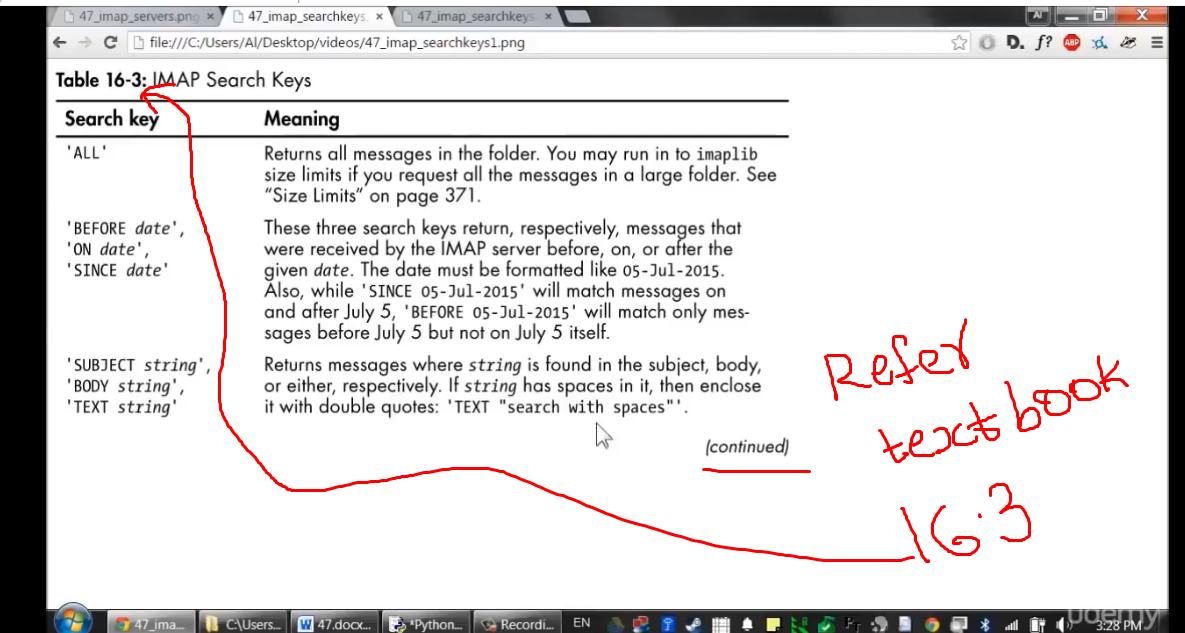 47_imap_servers.png
47_imap_searchkeys
47_imap_searchkeys
file:///C:/Users/Al/Desktop/videos/47_imap_searchkeys1.png
Table 16-3: IMAP Search Keys
Search key Meaning
'ALL' Returns all messages in the folder. You may run in to imaplib
size limits if you request all the messages in a large folder. See
“Size Limits” on page 371.
'BEFORE date', These three search keys return, respectively, messages that
'ON date', were received by the IMAP server before, on, or after the
'SINCE date' given date. The date must be formatted like 05-Jul-2015.
Also, while 'SINCE 05-Jul-2015' will match messages on
and after July 5, 'BEFORE 05-Jul-2015' will match only mes-
sages before July 5 but not on July 5 itself.
'SUBJECT string', Returns messages where string is found in the subject, body,
'BODY string', or either, respectively. If string has spaces in it, then enclose
'TEXT string' it with double quotes: 'TEXT "search with spaces"'.
(continued)
Refer
textbook
16.3
47_ima... C:\Users... 47.docx... *Python... Recordi... EN 3:28 PM
udemy